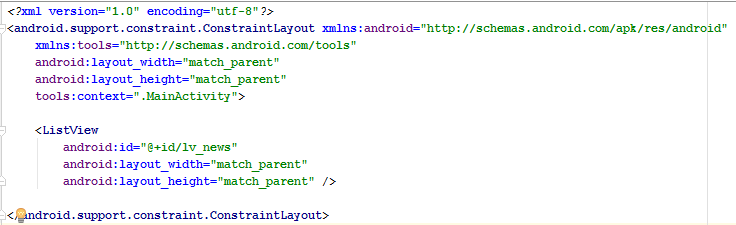 <?xml version="1.0" encoding="utf-8"?>
<android.support.constraint.ConstraintLayout xmlns:android="http://schemas.android.com/apk/res/android"
    xmlns:tools="http://schemas.android.com/tools"
    android:layout_width="match_parent"
    android:layout_height="match_parent"
    tools:context=".MainActivity">

    <ListView
        android:id="@+id/lv_news"
        android:layout_width="match_parent"
        android:layout_height="match_parent" />

</android.support.constraint.ConstraintLayout>